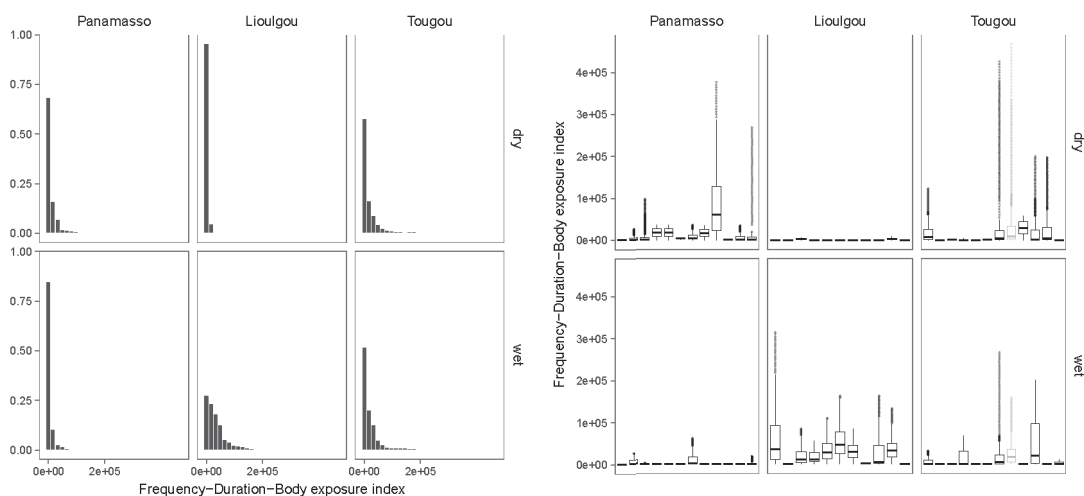 Panamasso Lioulgou Tougou
1.00
0.75
0.50
0.25
0.00
dry
1.00
0.75
0.50
0.25
0.00
wet
0e+00 2e+05 0e+00 2e+05 0e+00 2e+05
Frequency−Duration−Body exposure index
Panamasso Lioulgou Tougou
Frequency−Duration−Body exposure index
4e+05
3e+05
2e+05
1e+05
0e+00
dry
4e+05
3e+05
2e+05
1e+05
0e+00
wet